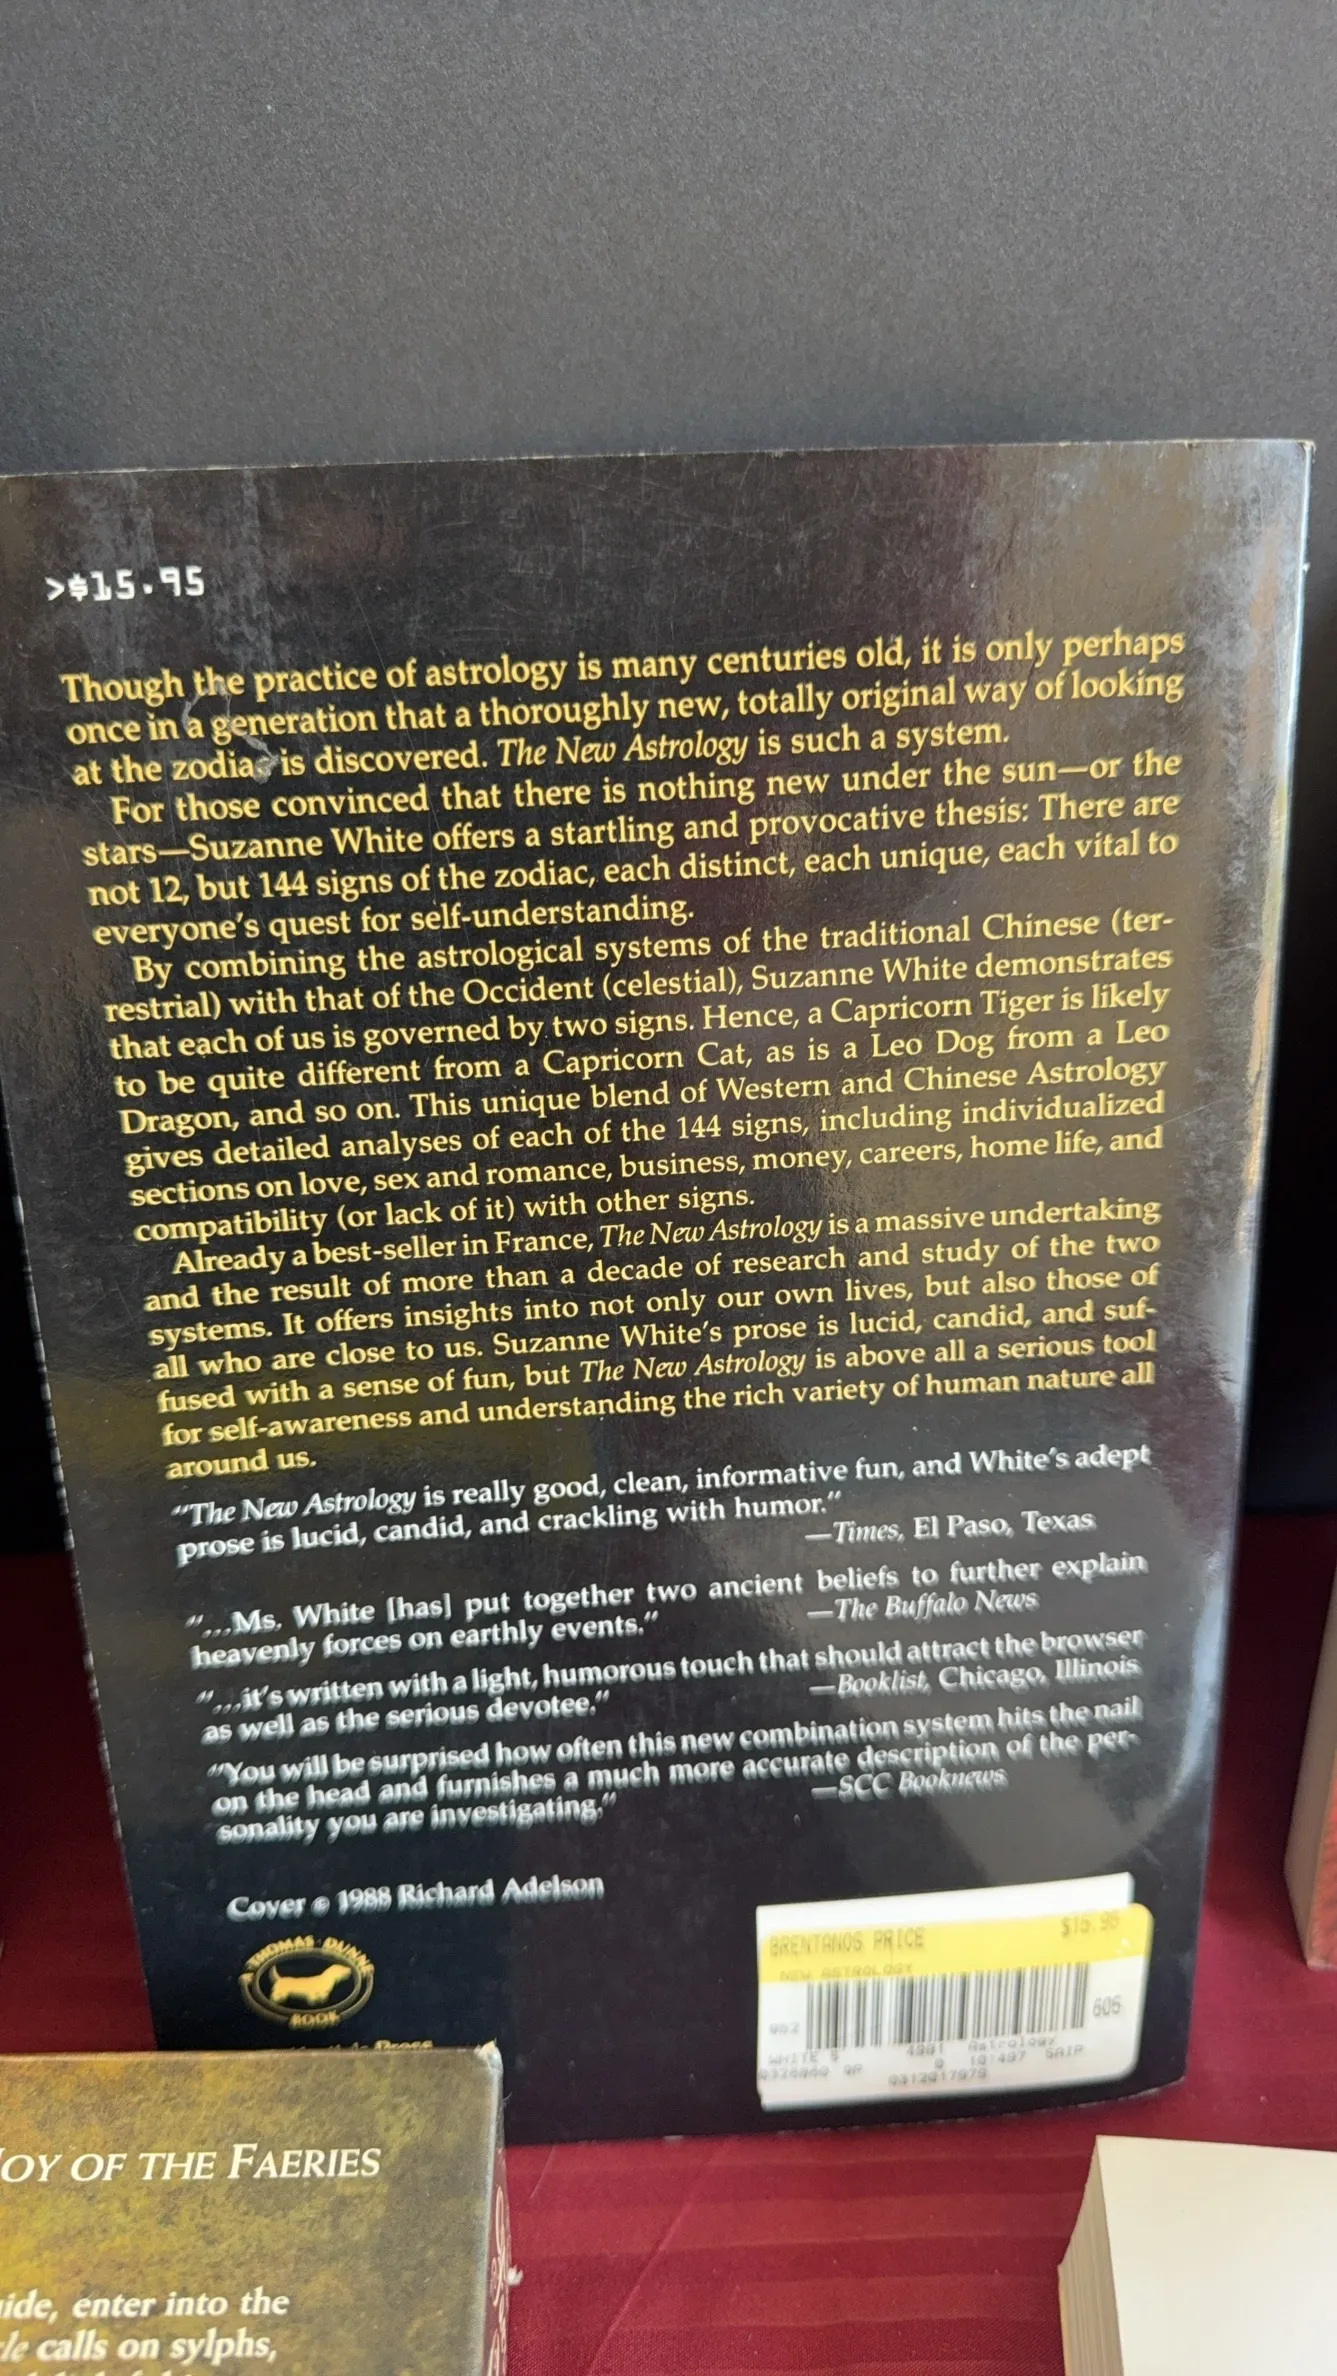 >$15.95
Though the practice of astrology is many centuries old, it is only perhaps
once in a generation that a thoroughly new, totally original way of looking
at the zodiac is discovered. The New Astrology is such a system.
For those convinced that there is nothing new under the sun—or the
stars—Suzanne White offers a startling and provocative thesis: There are
not 12, but 144 signs of the zodiac, each distinct, each unique, each vital to
everyone's quest for self-understanding.
By combining the astrological systems of the traditional Chinese (ter-
restrial) with that of the Occident (celestial), Suzanne White demonstrates
that each of us is governed by two signs. Hence, a Capricorn Tiger is likely
to be quite different from a Capricorn Cat, as is a Leo Dog from a Leo
Dragon, and so on. This unique blend of Western and Chinese Astrology
gives detailed analyses of each of the 144 signs, including individualized
sections on love, sex and romance, business, money, careers, home life, and
compatibility (or lack of it) with other signs.
Already a best-seller in France, The New Astrology is a massive undertaking
and the result of more than a decade of research and study of the two
systems. It offers insights into not only our own lives, but also those of
all who are close to us. Suzanne White's prose is lucid, candid, and suf-
fused with a sense of fun, but The New Astrology is above all a serious tool
for self-awareness and understanding the rich variety of human nature all
around us.
"The New Astrology is really good, clean, informative fun, and White's adept
prose is lucid, candid, and crackling with humor."
—Times, El Paso, Texas
"...Ms. White [has] put together two ancient beliefs to further explain
heavenly forces on earthly events."
—The Buffalo News
"...it's written with a light, humorous touch that should attract the browser
as well as the serious devotee."
—Booklist, Chicago, Illinois
"You will be surprised how often this new combination system hits the nail
on the head and furnishes a much more accurate description of the per-
sonality you are investigating."
—SCC Booknews
Cover © 1988 Richard Adelson
A THOMAS DUNNE
BOOK
Press
BRENTANOS PRICE $15.95
NEW ASTROLOGY
606
WHITE S 4981 Astrology
0312017979
OY OF THE FAERIES
enter into the
calls on sylphs,